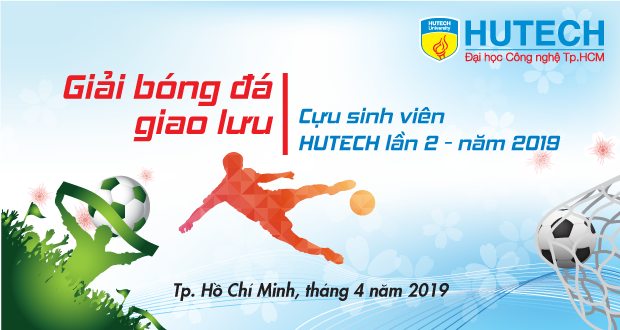 HUTECH
University
HUTECH
Đại học Công nghệ Tp.HCM
Giải bóng đá
giao lưu
Cựu sinh viên
HUTECH lần 2 - năm 2019
Tp. Hồ Chí Minh, tháng 4 năm 2019